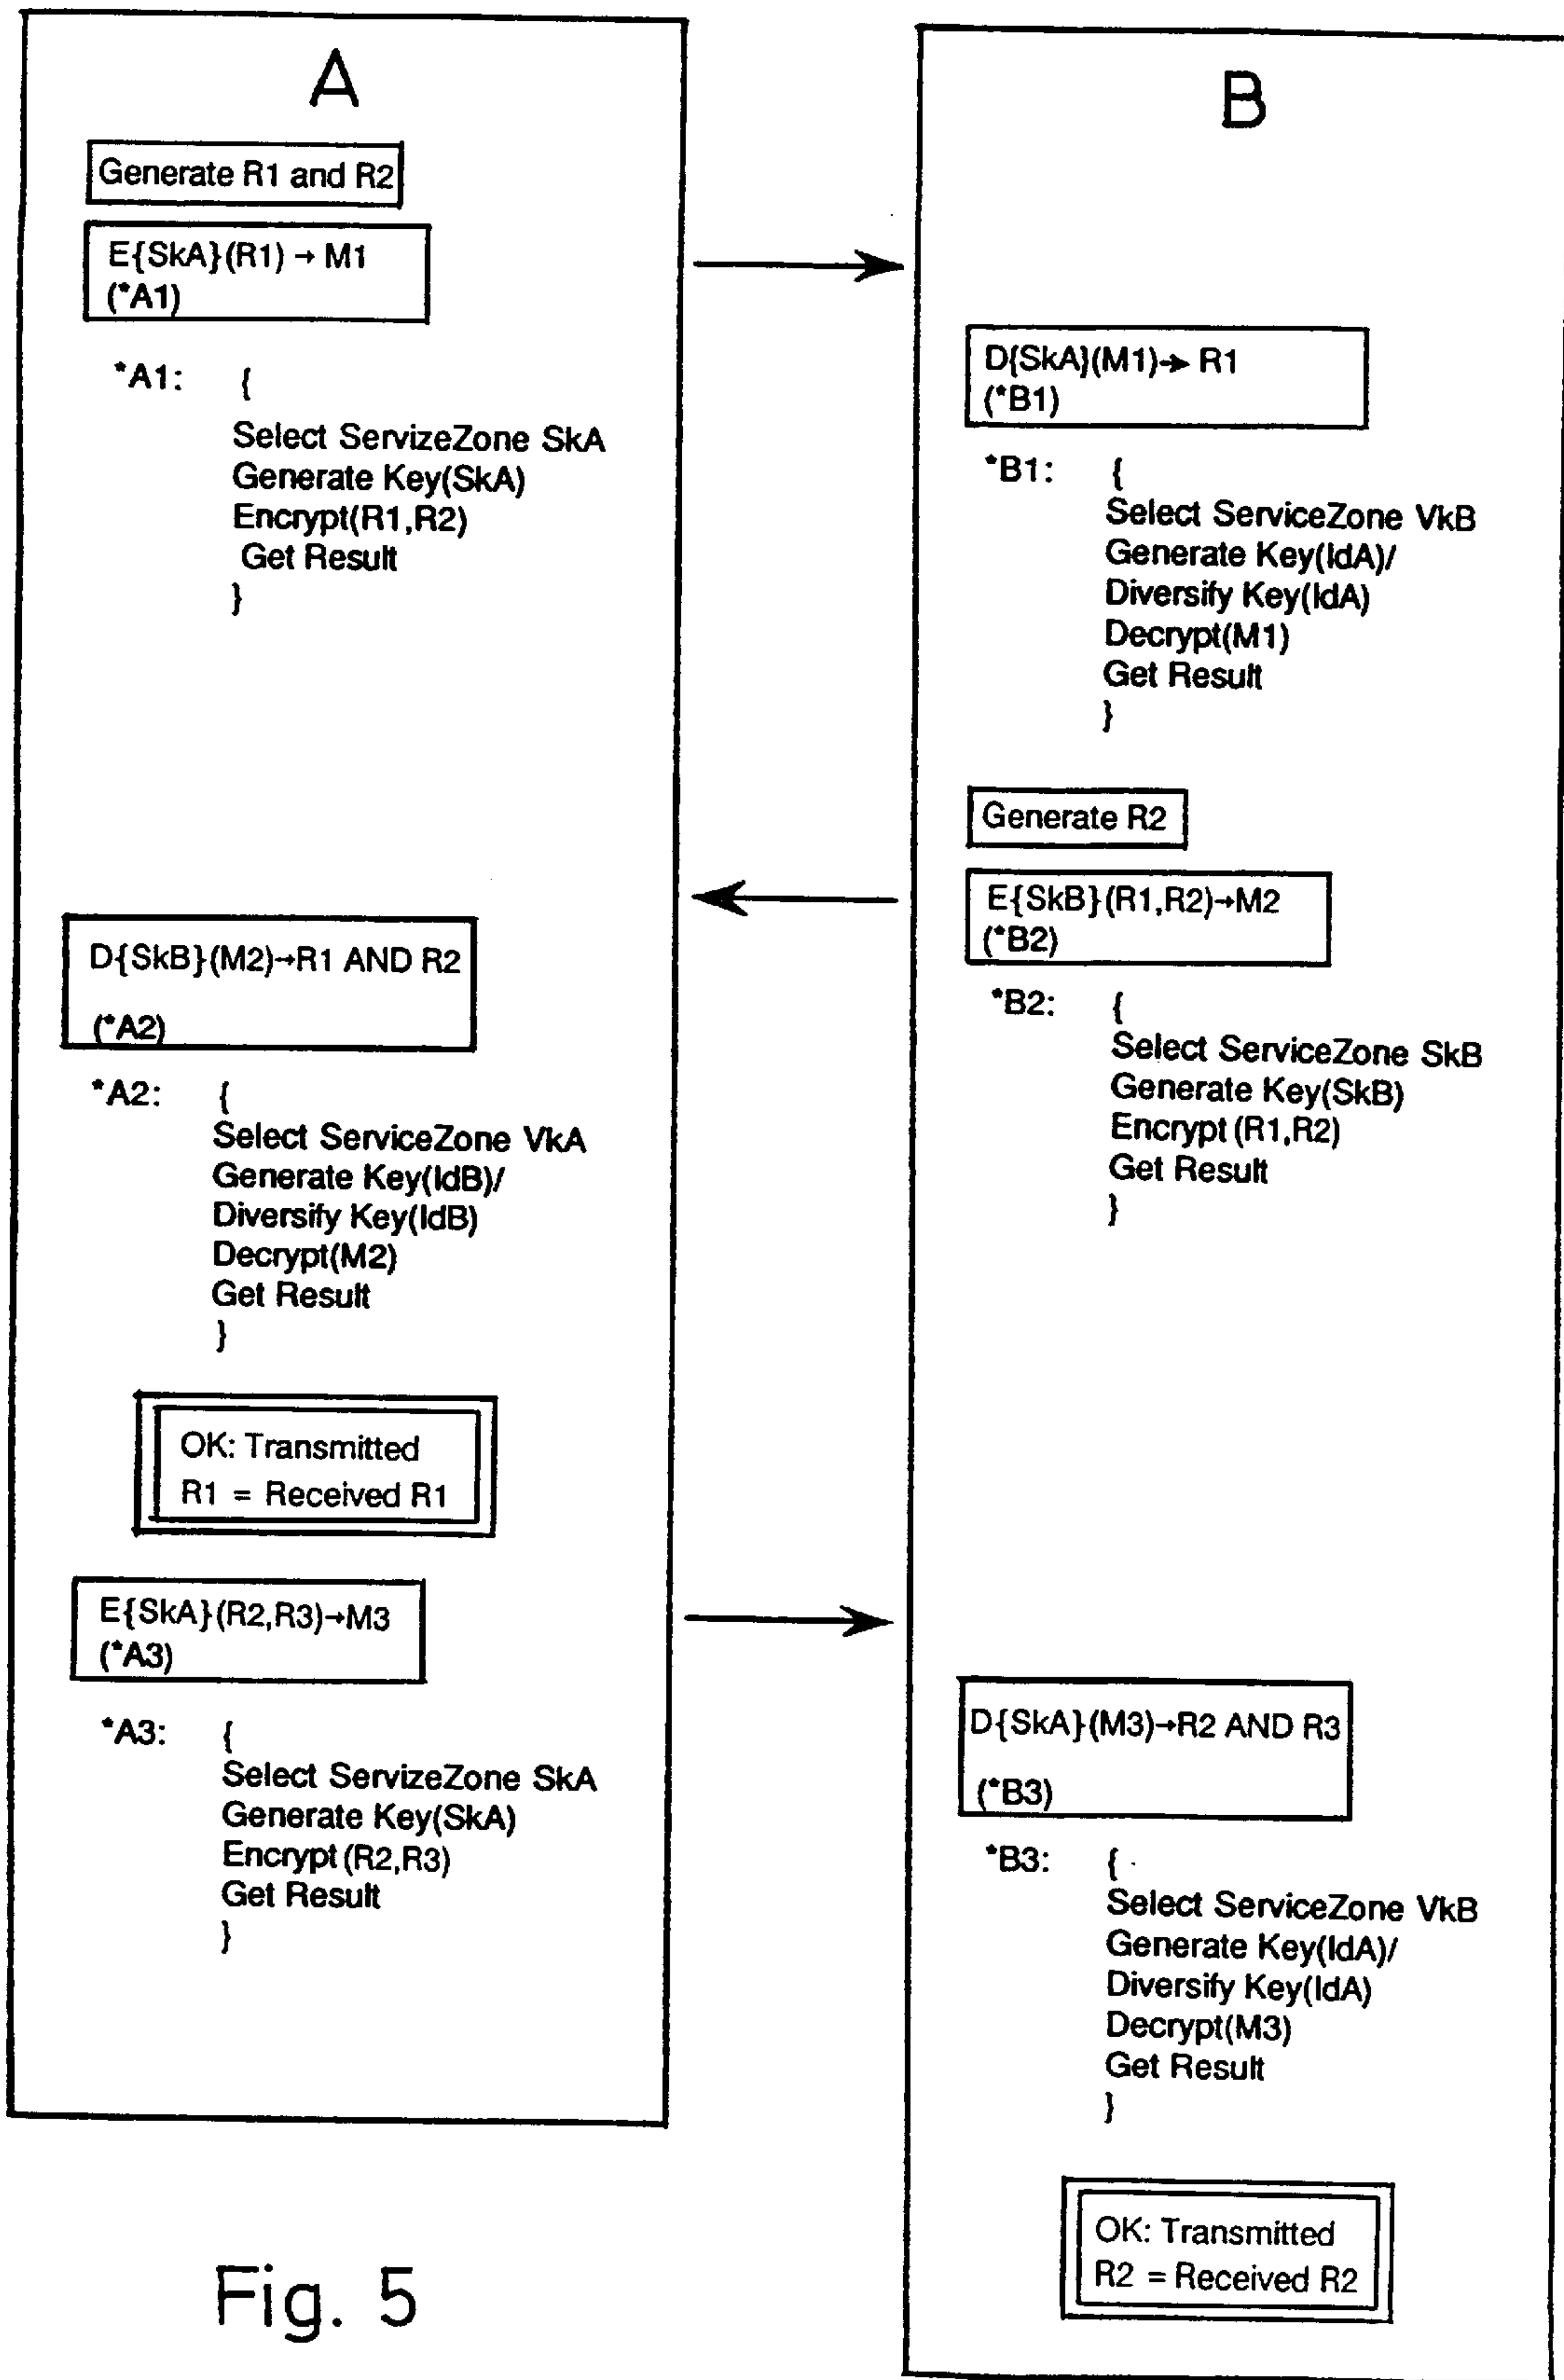 A
Generate R1 and R2
E{SkA}(R1) → M1
(*A1)
*A1: {
Select ServizeZone SkA
Generate Key(SkA)
Encrypt(R1,R2)
Get Result
}
D{SkB}(M2)→R1 AND R2
(*A2)
*A2: {
Select ServiceZone VkA
Generate Key(IdB)/
Diversify Key(IdB)
Decrypt(M2)
Get Result
}
OK: Transmitted
R1 = Received R1
E{SkA}(R2,R3)→M3
(*A3)
*A3: {
Select ServizeZone SkA
Generate Key(SkA)
Encrypt(R2,R3)
Get Result
}
B
D{SkA}(M1)→ R1
(*B1)
*B1: {
Select ServiceZone VkB
Generate Key(IdA)/
Diversify Key(IdA)
Decrypt(M1)
Get Result
}
Generate R2
E{SkB}(R1,R2)→M2
(*B2)
*B2: {
Select ServiceZone SkB
Generate Key(SkB)
Encrypt(R1,R2)
Get Result
}
D{SkA}(M3)→R2 AND R3
(*B3)
*B3: {
Select ServiceZone VkB
Generate Key(IdA)/
Diversify Key(IdA)
Decrypt(M3)
Get Result
}
OK: Transmitted
R2 = Received R2
Fig. 5